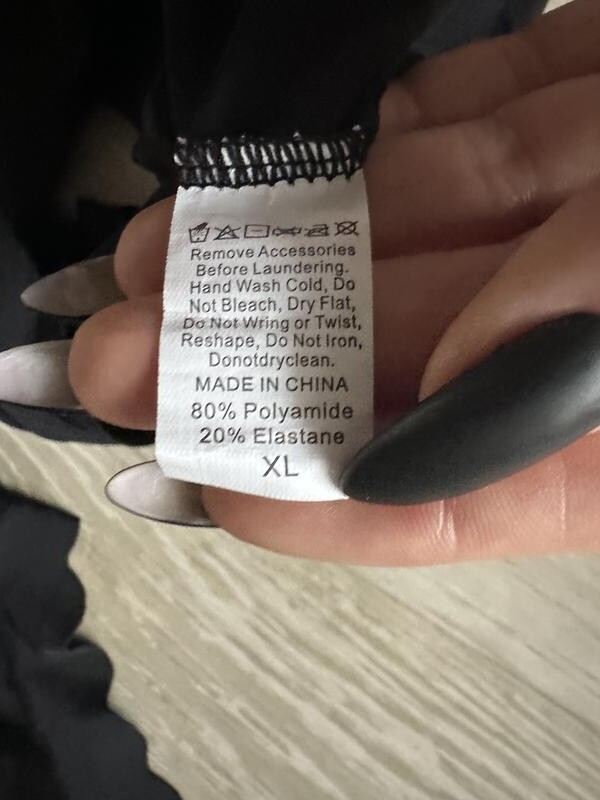 Remove Accessories
Before Laundering.
Hand Wash Cold, Do
Not Bleach, Dry Flat,
Do Not Wring or Twist,
Reshape, Do Not Iron,
Donotdryclean.
MADE IN CHINA
80% Polyamide
20% Elastane
XL